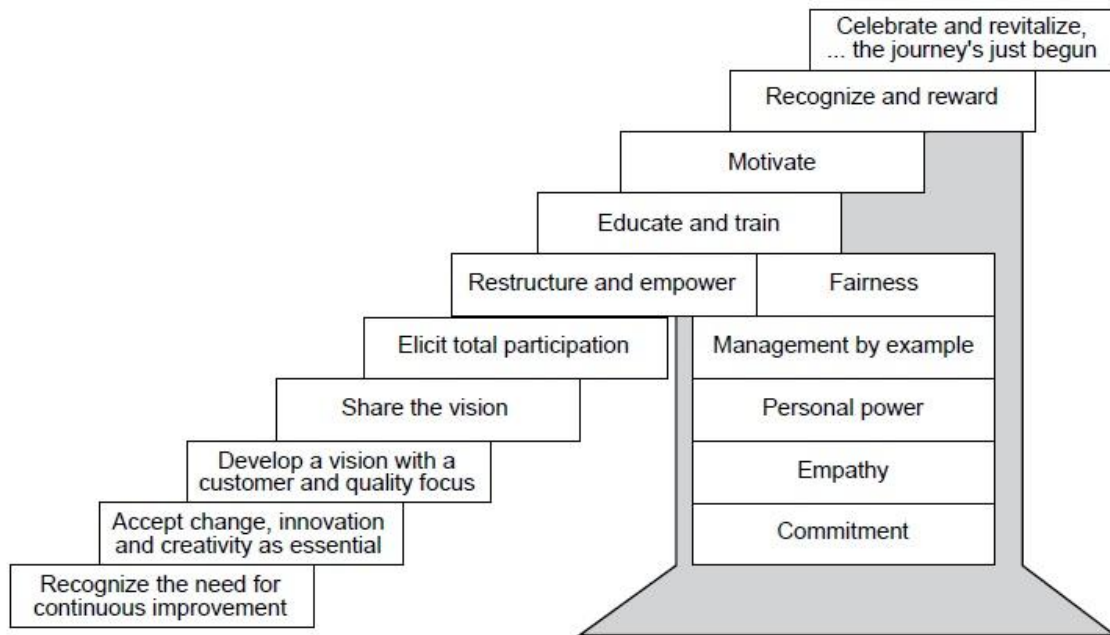 Celebrate and revitalize,
... the journey's just begun
Recognize and reward
Motivate
Educate and train
Restructure and empower
Fairness
Elicit total participation
Management by example
Share the vision
Personal power
Develop a vision with a
customer and quality focus
Empathy
Accept change, innovation
and creativity as essential
Commitment
Recognize the need for
continuous improvement